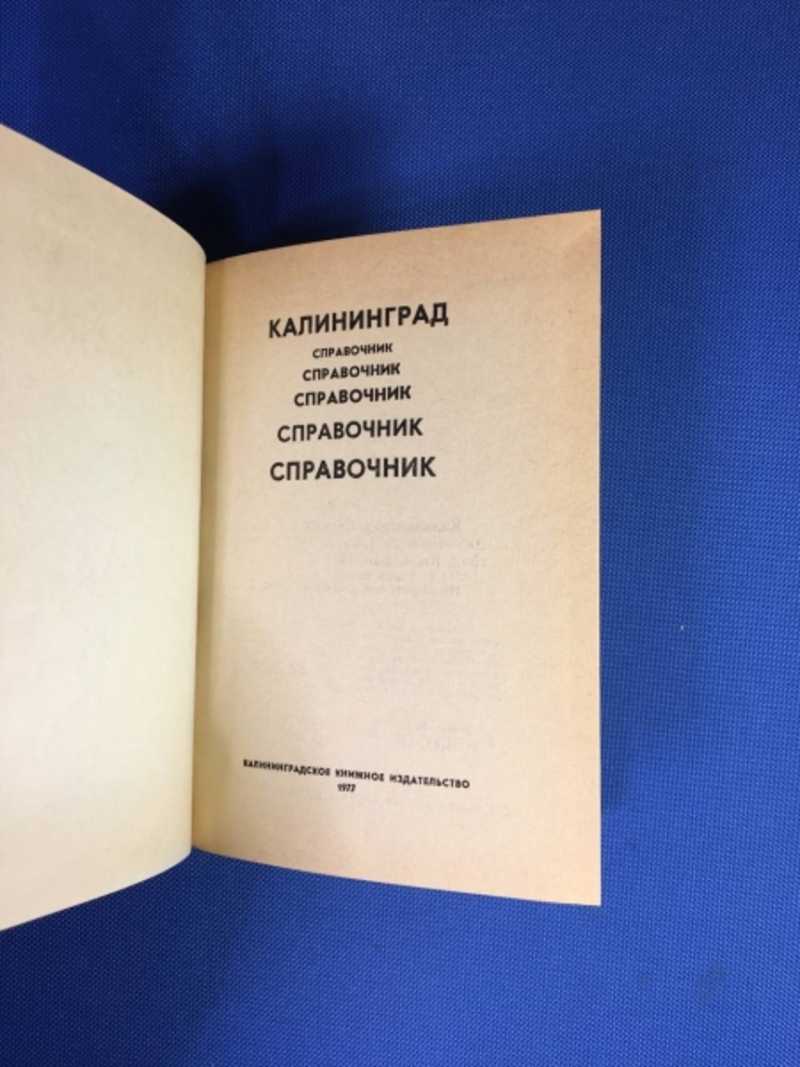 КАЛИНИНГРАД
СПРАВОЧНИК
СПРАВОЧНИК
СПРАВОЧНИК
СПРАВОЧНИК
СПРАВОЧНИК
КАЛИНИНГРАДСКОЕ КНИЖНОЕ ИЗДАТЕЛЬСТВО
1977